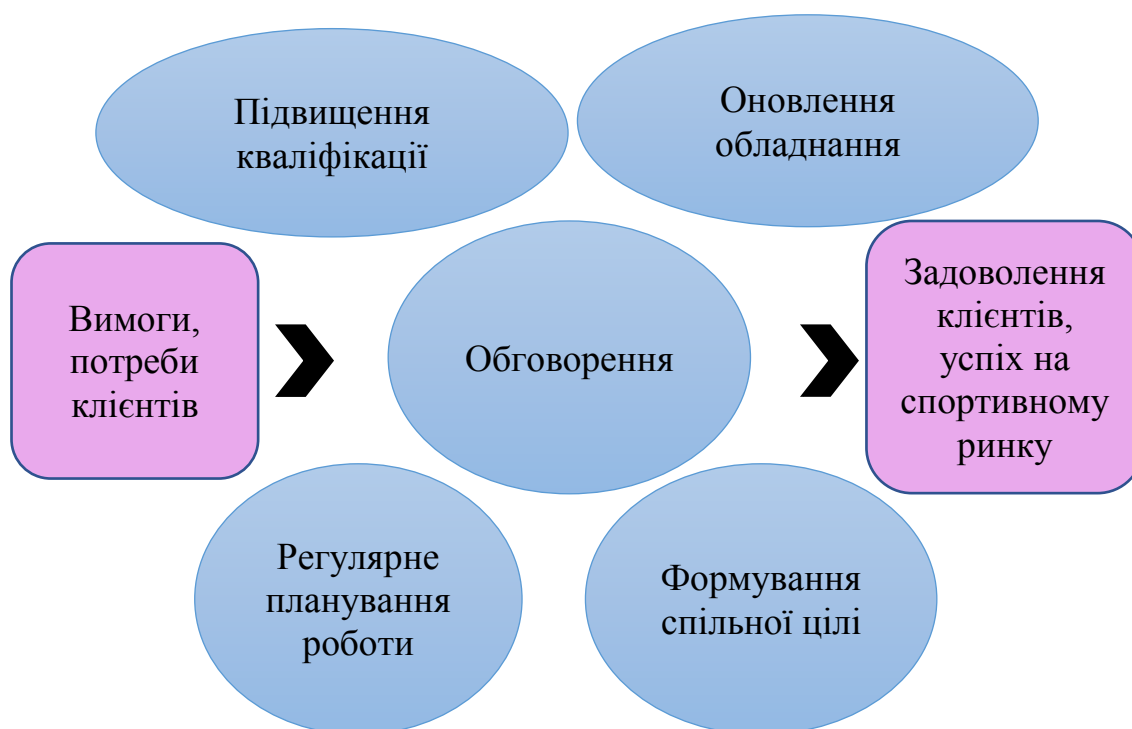 Підвищення
кваліфікації
Оновлення
обладнання
Вимоги,
потреби
клієнтів
Обговорення
Задоволення
клієнтів,
успіх на
спортивному
ринку
Регулярне
планування
роботи
Формування
спільної цілі